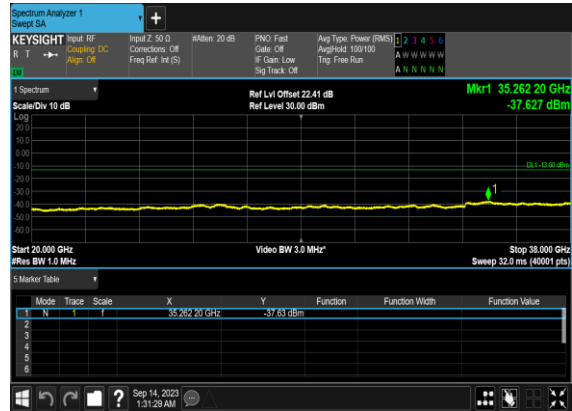 Spectrum Analyzer 1
Swept SA
+
KEYSIGHT Input: RF Input Z: 50 Ω #Atten: 20 dB PNO: Fast Avg Type: Power (RMS) 1 2 3 4 5 6
R T Coupling: DC Corrections: Off Gate: Off Avg|Hold: 100/100 A W W W W W
Align: Off Freq Ref: Int (S) IF Gain: Low Trig: Free Run
Sig Track: Off A N N N N N
1 Spectrum Ref Lvl Offset 22.41 dB Mkr1 35.262 20 GHz
Scale/Div 10 dB Ref Level 30.00 dBm -37.627 dBm
Log
20.0
10.0
0.00
-10.0
DL1 -13.00 dBm
-20.0
-30.0
1
-40.0
-50.0
-60.0
Start 20.000 GHz Video BW 3.0 MHz* Stop 38.000 GHz
#Res BW 1.0 MHz Sweep 32.0 ms (40001 pts)
5 Marker Table
Mode Trace Scale X Y Function Function Width Function Value
1 N 1 f 35.262 20 GHz -37.63 dBm
2
3
4
5
6
? Sep 14, 2023
1:31:29 AM